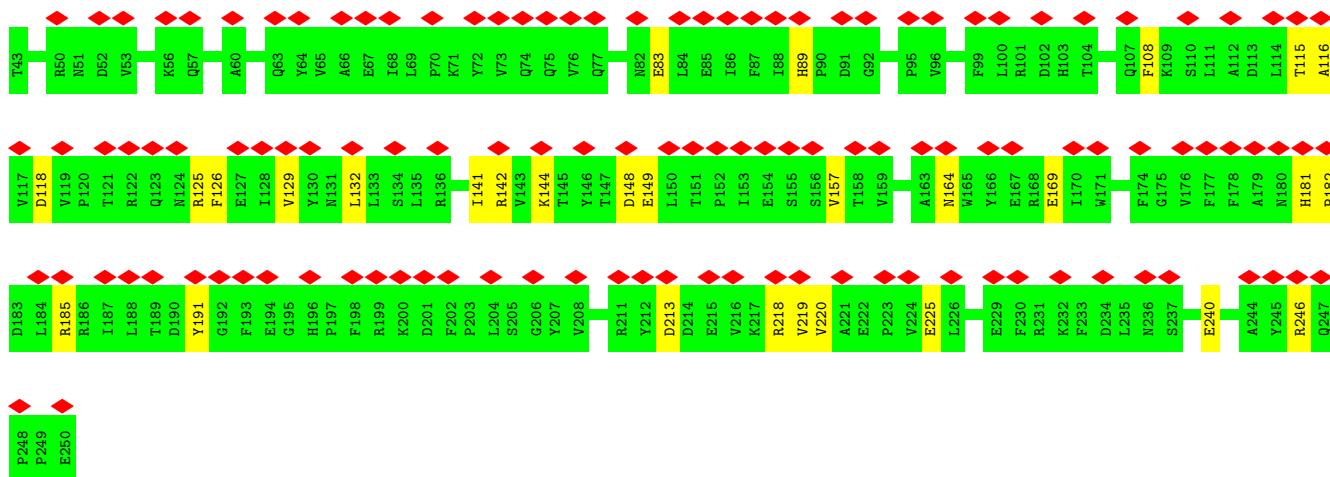 T43 R50 N51 D52 V53 K56 Q57 A60 Q63 Y64 V65 A66 E67 I68 L69 P70 K71 Y72 V73 Q74 Q75 V76 Q77 N82 E83 L84 E85 I86 F87 I88 H89 P90 D91 G92 P95 V96 F99 L100 R101 D102 H103 T104 Q107 F108 K109 S110 L111 A112 D113 L114 T115 A116
V117 D118 V119 P120 T121 R122 Q123 N124 R125 F126 E127 I128 V129 Y130 N131 L132 L133 S134 L135 R136 I141 R142 V143 K144 T145 Y146 T147 D148 E149 L150 T151 P152 I153 E154 S155 S156 V157 T158 V159 A163 N164 W165 Y166 E167 R168 E169 I170 W171 F174 G175 V176 F177 F178 A179 N180 H181 P182
D183 L184 R185 R186 I187 L188 T189 D190 Y191 G192 F193 E194 G195 H196 P197 F198 R199 K200 D201 F202 P203 L204 S205 G206 Y207 V208 R211 Y212 D213 D214 E215 V216 K217 R218 V219 V220 A221 E222 P223 V224 E225 L226 E229 F230 R231 K232 F233 D234 L235 N236 S237 E240 A244 Y245 R246 Q247
P248 P249 E250